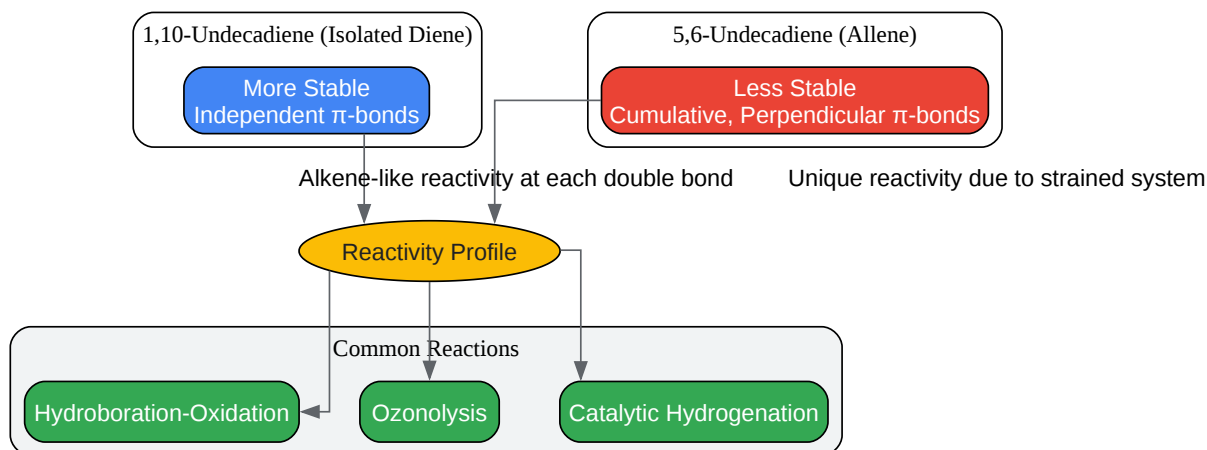 1,10-Undecadiene (Isolated Diene)
More Stable
Independent π-bonds
5,6-Undecadiene (Allene)
Less Stable
Cumulative, Perpendicular π-bonds
Alkene-like reactivity at each double bond
Unique reactivity due to strained system
Reactivity Profile
Common Reactions
Hydroboration-Oxidation
Ozonolysis
Catalytic Hydrogenation